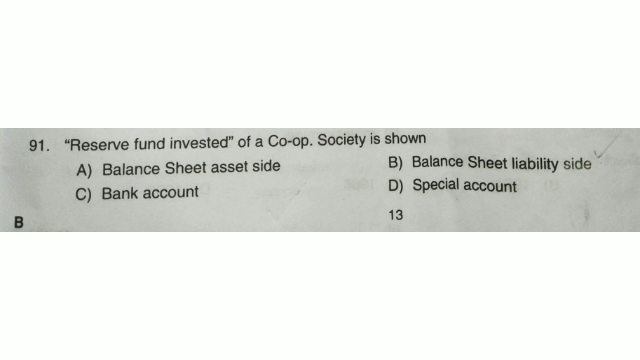 91. "Reserve fund invested" of a Co-op. Society is shown
A) Balance Sheet asset side B) Balance Sheet liability side
C) Bank account D) Special account
B 13